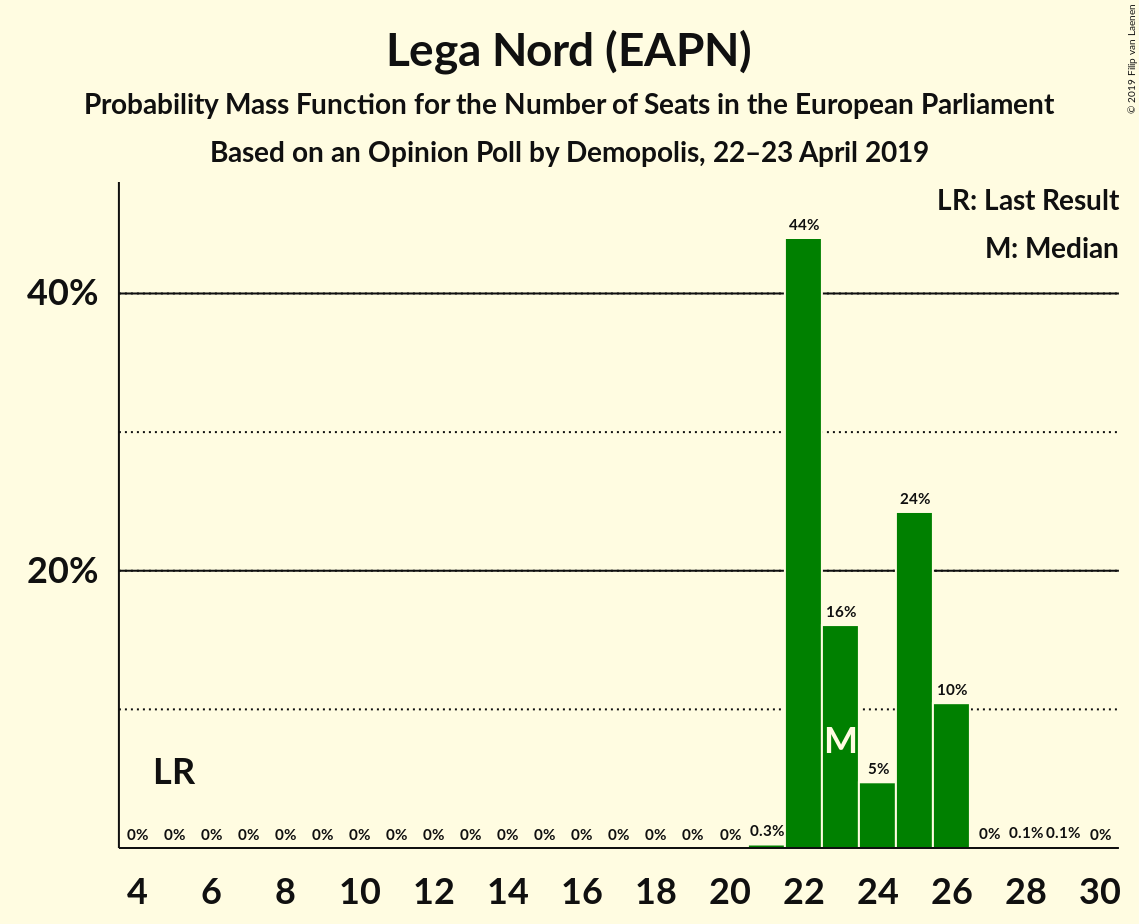 Lega Nord (EAPN)
Probability Mass Function for the Number of Seats in the European Parliament
Based on an Opinion Poll by Demopolis, 22–23 April 2019
© 2019 Filip van Laenen
LR: Last Result
M: Median
40%
20%
44%
24%
16%
10%
5%
M
LR
0% 0% 0% 0% 0% 0% 0% 0% 0% 0% 0% 0% 0% 0% 0% 0% 0% 0.3% 0% 0.1% 0.1% 0%
4 6 8 10 12 14 16 18 20 22 24 26 28 30